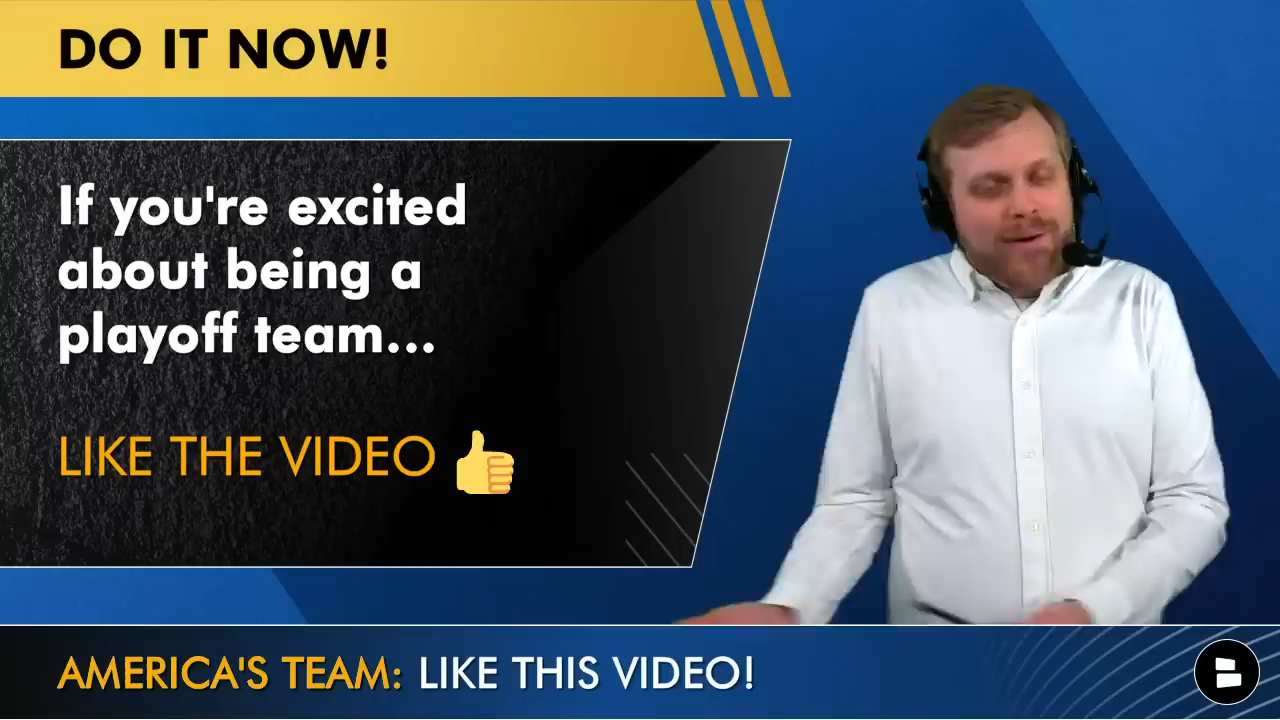 DO IT NOW!
If you're excited
about being a
playoff team...
LIKE THE VIDEO
AMERICA'S TEAM: LIKE THIS VIDEO!